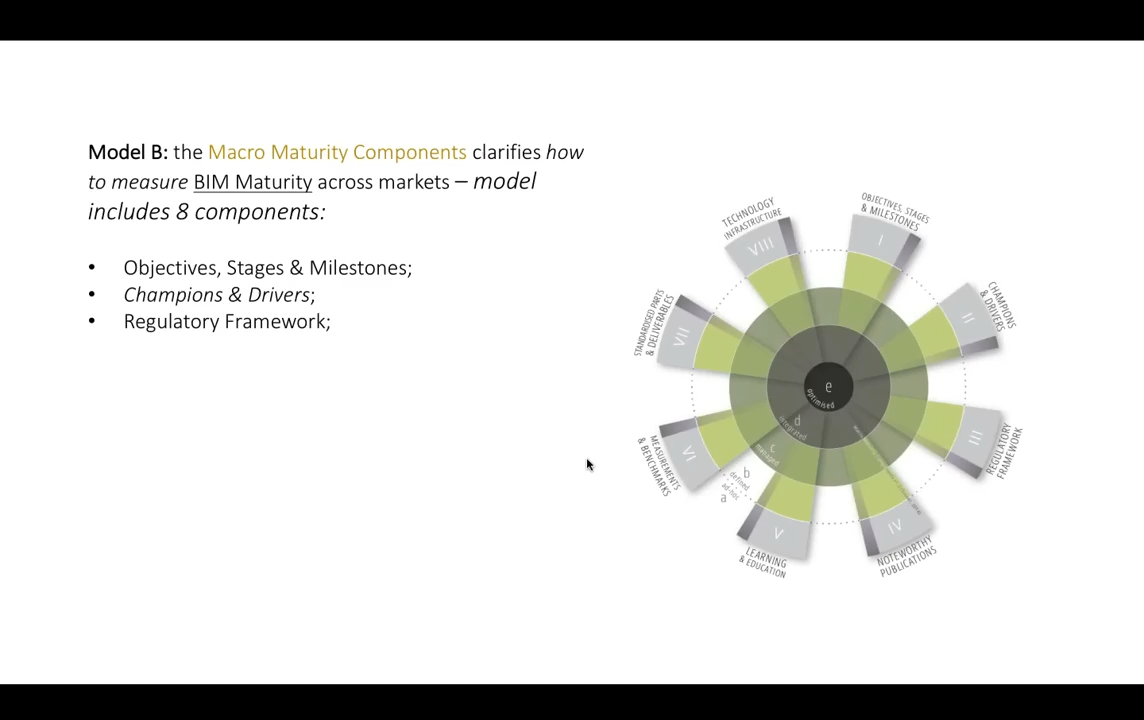 Model B: the Macro Maturity Components clarifies how
to measure BIM Maturity across markets – model
includes 8 components:
• Objectives, Stages & Milestones;
• Champions & Drivers;
• Regulatory Framework;
OBJECTIVES, STAGES
& MILESTONES
I
CHAMPIONS
& DRIVERS
II
REGULATORY
FRAMEWORK
III
NOTEWORTHY
PUBLICATIONS
IV
LEARNING
& EDUCATION
V
MEASUREMENTS
& BENCHMARKS
VI
STANDARDISED PARTS
& DELIVERABLES
VII
TECHNOLOGY
INFRASTRUCTURE
VIII
e
optimised
d
integrated
c
managed
b
defined
ad-hoc
a